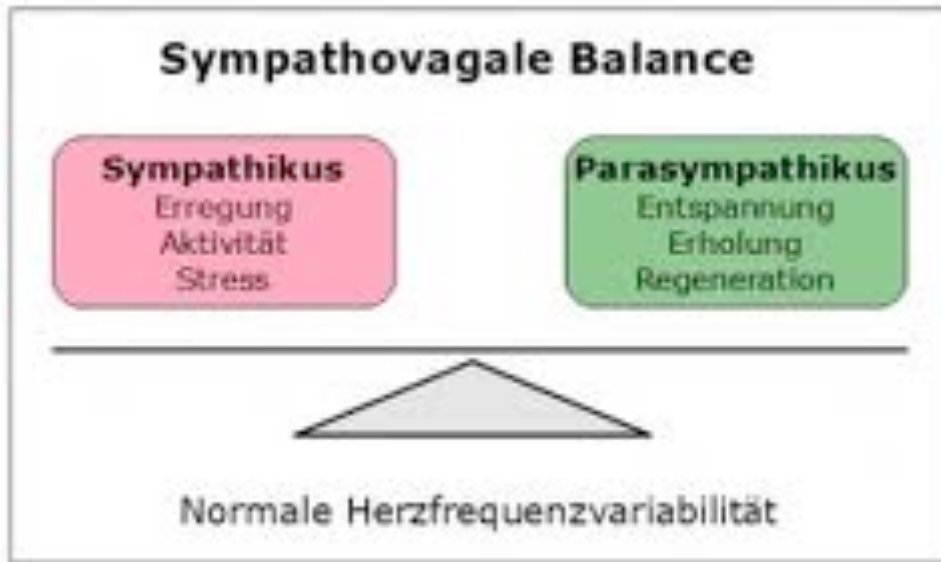 Sympathovagale Balance
Sympathikus
Erregung
Aktivität
Stress
Parasympathikus
Entspannung
Erholung
Regeneration
Normale Herzfrequenzvariabilität